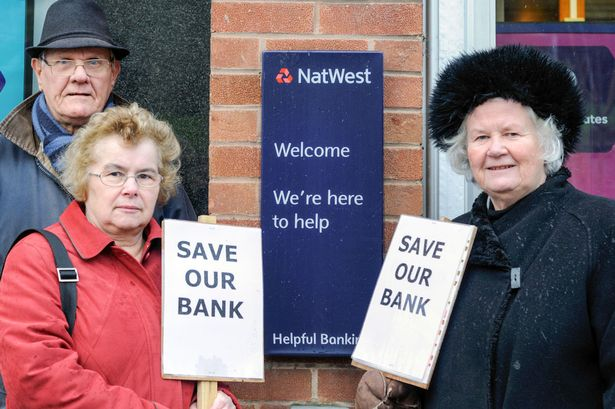 NatWest
Welcome
We're here
to help
Helpful Bankin
SAVE
OUR
BANK
SAVE
OUR
BANK
ates